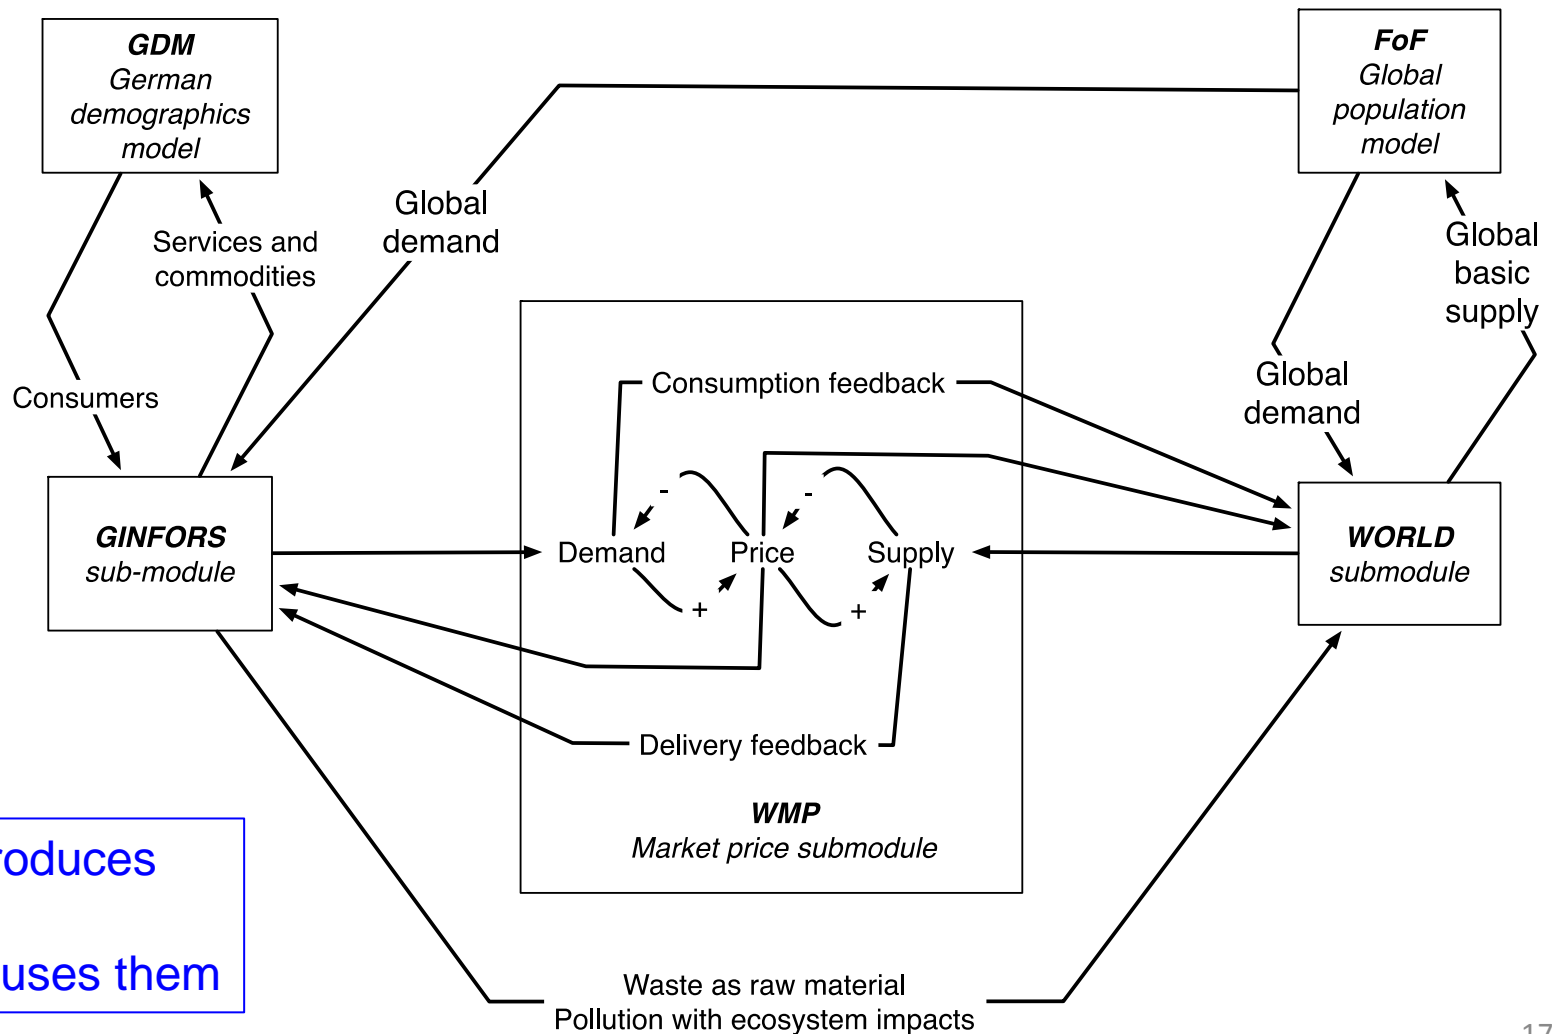 GDM
German
demographics
model
FoF
Global
population
model
Global
demand
Services and
commodities
Global
basic
supply
Consumers
Consumption feedback
Global
demand
-
-
GINFORS
sub-module
Demand
Price
Supply
WORLD
submodule
+
+
Delivery feedback
WMP
Market price submodule
roduces
uses them
Waste as raw material
Pollution with ecosystem impacts
17